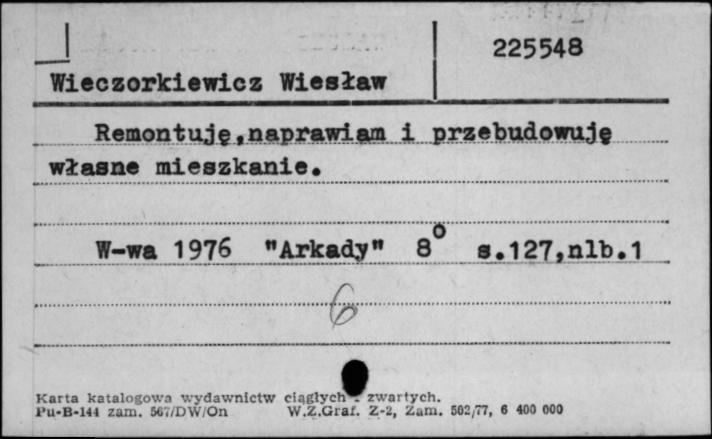 225548
Wieczorkiewicz Wiesław
Remontuję,naprawiam i przebudowuję
własne mieszkanie.
W-wa 1976 "Arkady" 8° s.127,nlb.1
6
Karta katalogowa wydawnictw ciągłych i zwartych.
Pu-B-144 zam. 567/DW/On W.Z.Graf. Z-2, Zam. 502/77, 6 400 000